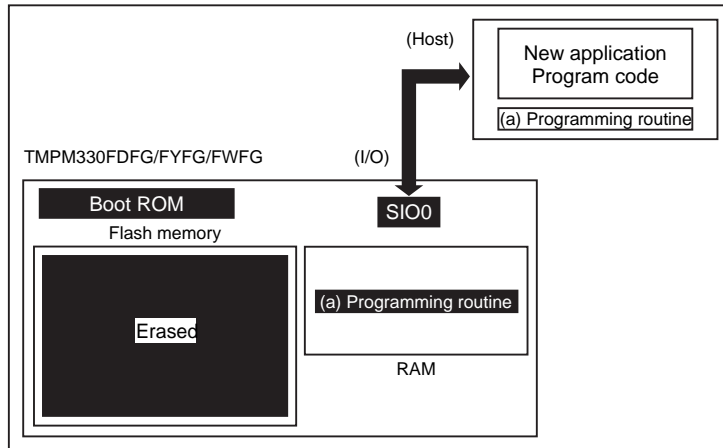 (Host)
New application
Program code
(a) Programming routine
TMPM330FDFG/FYFG/FWFG
(I/O)
Boot ROM
SIO0
Flash memory
(a) Programming routine
Erased
RAM